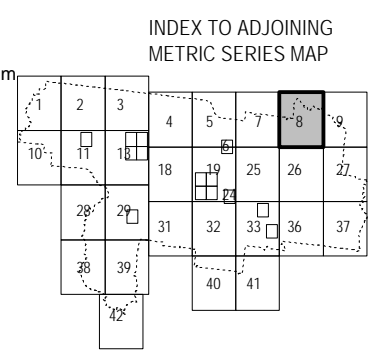 INDEX TO ADJOINING
METRIC SERIES MAP
m
1 2 3
4 5 7 8 9
6
10 11 13
18 19 25 26 27
24
28 29
31 32 33 36 37
38 39
40 41
42